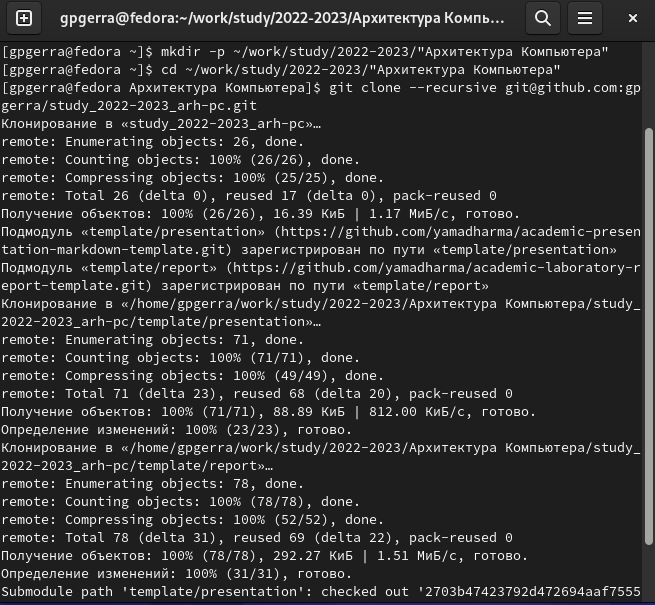 gpgerra@fedora:~/work/study/2022-2023/Архитектура Компь...
[gpgerra@fedora ~]$ mkdir -p ~/work/study/2022-2023/"Архитектура Компьютера"
[gpgerra@fedora ~]$ cd ~/work/study/2022-2023/"Архитектура Компьютера"
[gpgerra@fedora Архитектура Компьютера]$ git clone --recursive git@github.com:gp
gerra/study_2022-2023_arh-pc.git
Клонирование в «study_2022-2023_arh-pc»…
remote: Enumerating objects: 26, done.
remote: Counting objects: 100% (26/26), done.
remote: Compressing objects: 100% (25/25), done.
remote: Total 26 (delta 0), reused 17 (delta 0), pack-reused 0
Получение объектов: 100% (26/26), 16.39 КиБ | 1.17 МиБ/с, готово.
Подмодуль «template/presentation» (https://github.com/yamadharma/academic-presen
tation-markdown-template.git) зарегистрирован по пути «template/presentation»
Подмодуль «template/report» (https://github.com/yamadharma/academic-laboratory-r
eport-template.git) зарегистрирован по пути «template/report»
Клонирование в «/home/gpgerra/work/study/2022-2023/Архитектура Компьютера/study_
2022-2023_arh-pc/template/presentation»…
remote: Enumerating objects: 71, done.
remote: Counting objects: 100% (71/71), done.
remote: Compressing objects: 100% (49/49), done.
remote: Total 71 (delta 23), reused 68 (delta 20), pack-reused 0
Получение объектов: 100% (71/71), 88.89 КиБ | 812.00 КиБ/с, готово.
Определение изменений: 100% (23/23), готово.
Клонирование в «/home/gpgerra/work/study/2022-2023/Архитектура Компьютера/study_
2022-2023_arh-pc/template/report»…
remote: Enumerating objects: 78, done.
remote: Counting objects: 100% (78/78), done.
remote: Compressing objects: 100% (52/52), done.
remote: Total 78 (delta 31), reused 69 (delta 22), pack-reused 0
Получение объектов: 100% (78/78), 292.27 КиБ | 1.51 МиБ/с, готово.
Определение изменений: 100% (31/31), готово.
Submodule path 'template/presentation': checked out '2703b47423792d472694aaf7555